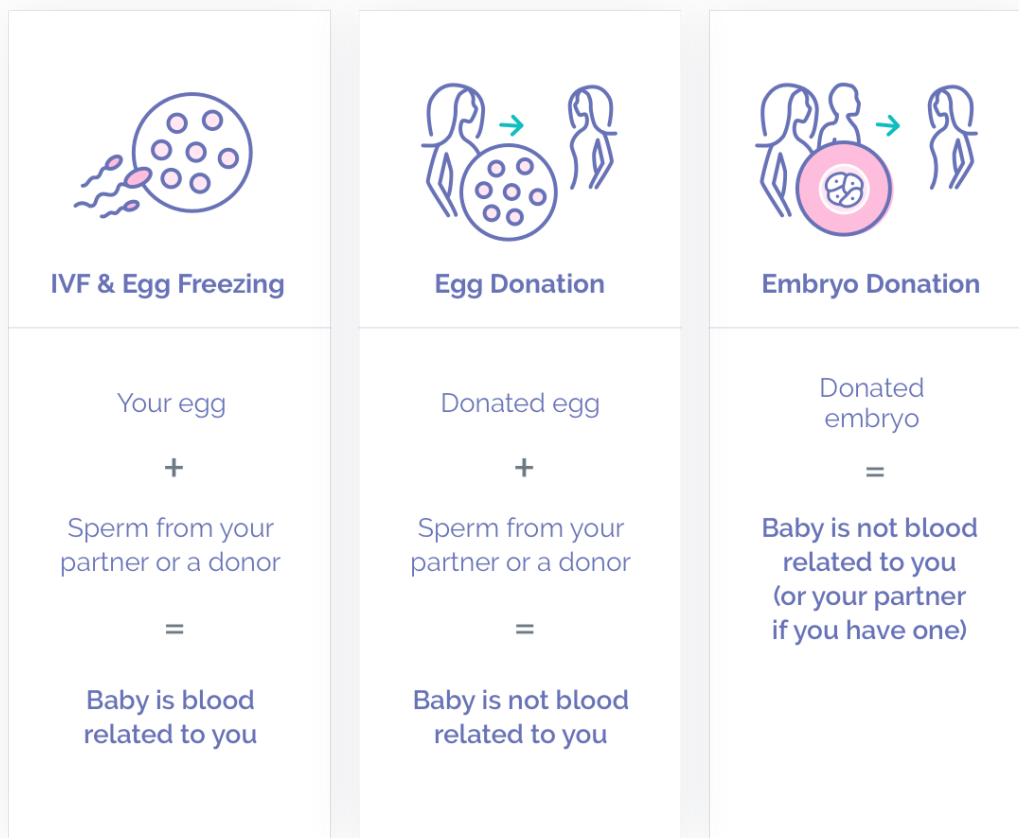 IVF & Egg Freezing
Your egg
+
Sperm from your
partner or a donor
=
Baby is blood
related to you
Egg Donation
Donated egg
+
Sperm from your
partner or a donor
=
Baby is not blood
related to you
Embryo Donation
Donated
embryo
=
Baby is not blood
related to you
(or your partner
if you have one)